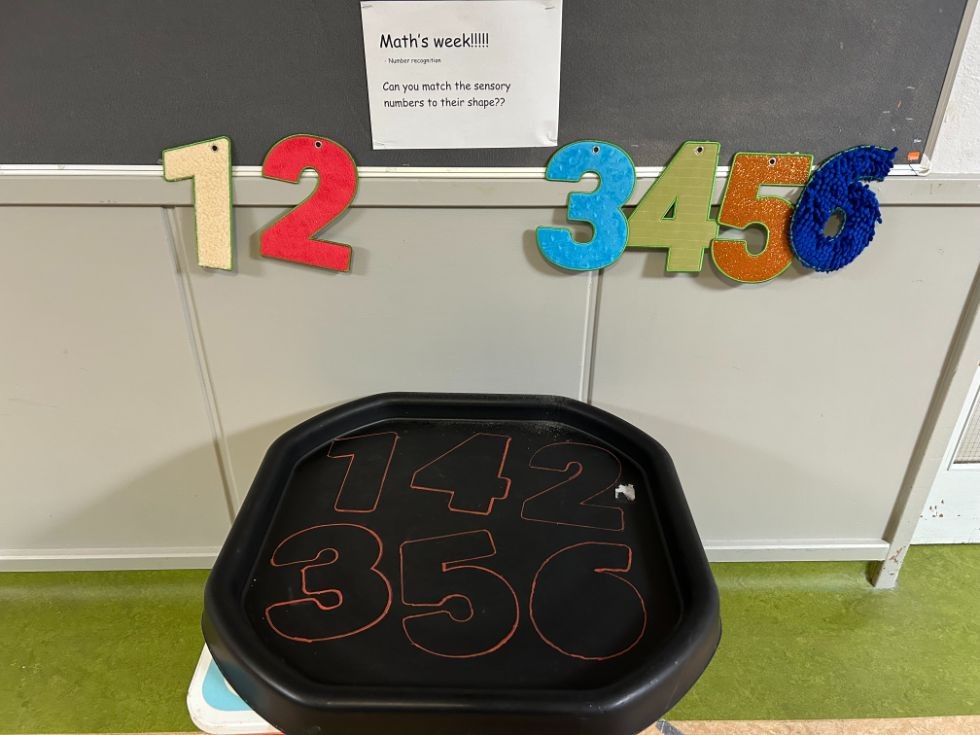 Math's week!!!!!
- Number recognition
Can you match the sensory
numbers to their shape??
1 2 3 4 5 6
1 4 2
3 5 6